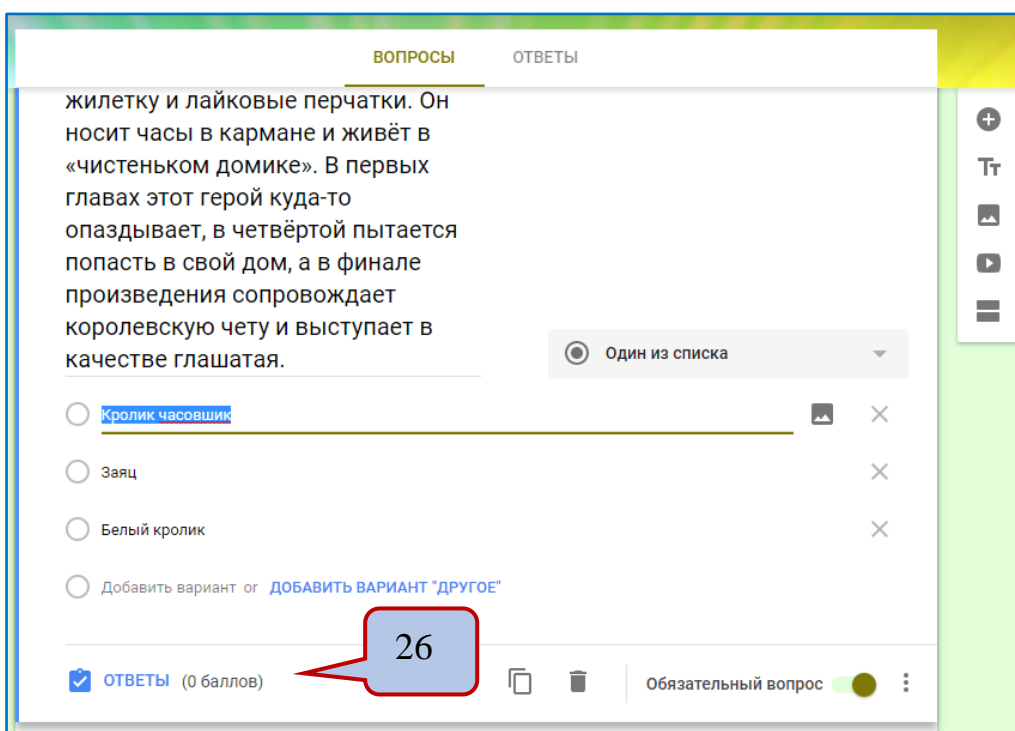 ВОПРОСЫ ОТВЕТЫ
жилетку и лайковые перчатки. Он
носит часы в кармане и живёт в
«чистеньком домике». В первых
главах этот герой куда-то
опаздывает, в четвёртой пытается
попасть в свой дом, а в финале
произведения сопровождает
королевскую чету и выступает в
качестве глашатая.
Один из списка
Кролик часовшик
Заяц
Белый кролик
Добавить вариант or ДОБАВИТЬ ВАРИАНТ "ДРУГОЕ"
26
ОТВЕТЫ (0 баллов)
Обязательный вопрос
Тт